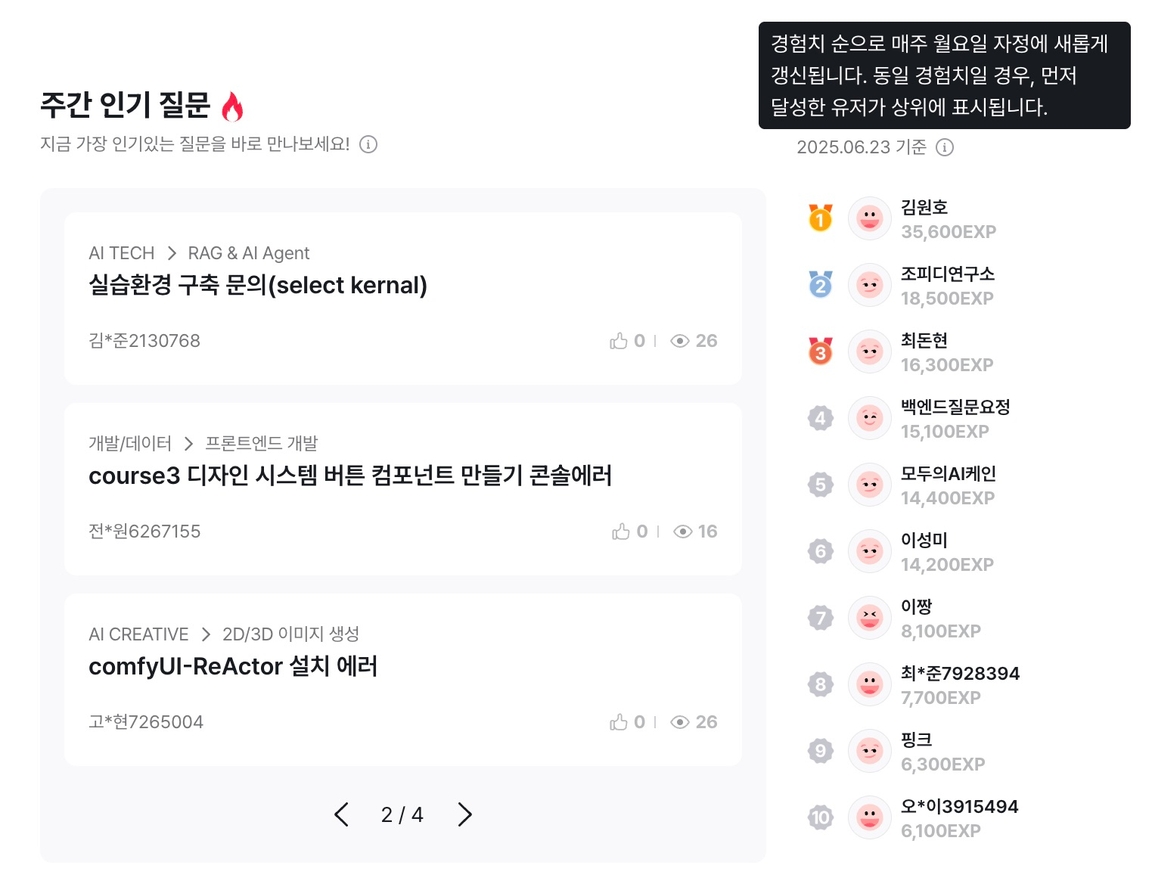 주간 인기 질문
지금 가장 인기있는 질문을 바로 만나보세요!
AI TECH > RAG & AI Agent
실습환경 구축 문의(select kernal)
김*준2130768
0 | 26
개발/데이터 > 프론트엔드 개발
course3 디자인 시스템 버튼 컴포넌트 만들기 콘솔에러
전*원6267155
0 | 16
AI CREATIVE > 2D/3D 이미지 생성
comfyUI-ReActor 설치 에러
고*현7265004
0 | 26
< 2 / 4 >
경험치 순으로 매주 월요일 자정에 새롭게
갱신됩니다. 동일 경험치일 경우, 먼저
달성한 유저가 상위에 표시됩니다.
2025.06.23 기준
1 김원호
35,600EXP
2 조피디연구소
18,500EXP
3 최돈현
16,300EXP
4 백엔드질문요정
15,100EXP
5 모두의AI케인
14,400EXP
6 이성미
14,200EXP
7 이짱
8,100EXP
8 최*준7928394
7,700EXP
9 핑크
6,300EXP
10 오*이3915494
6,100EXP